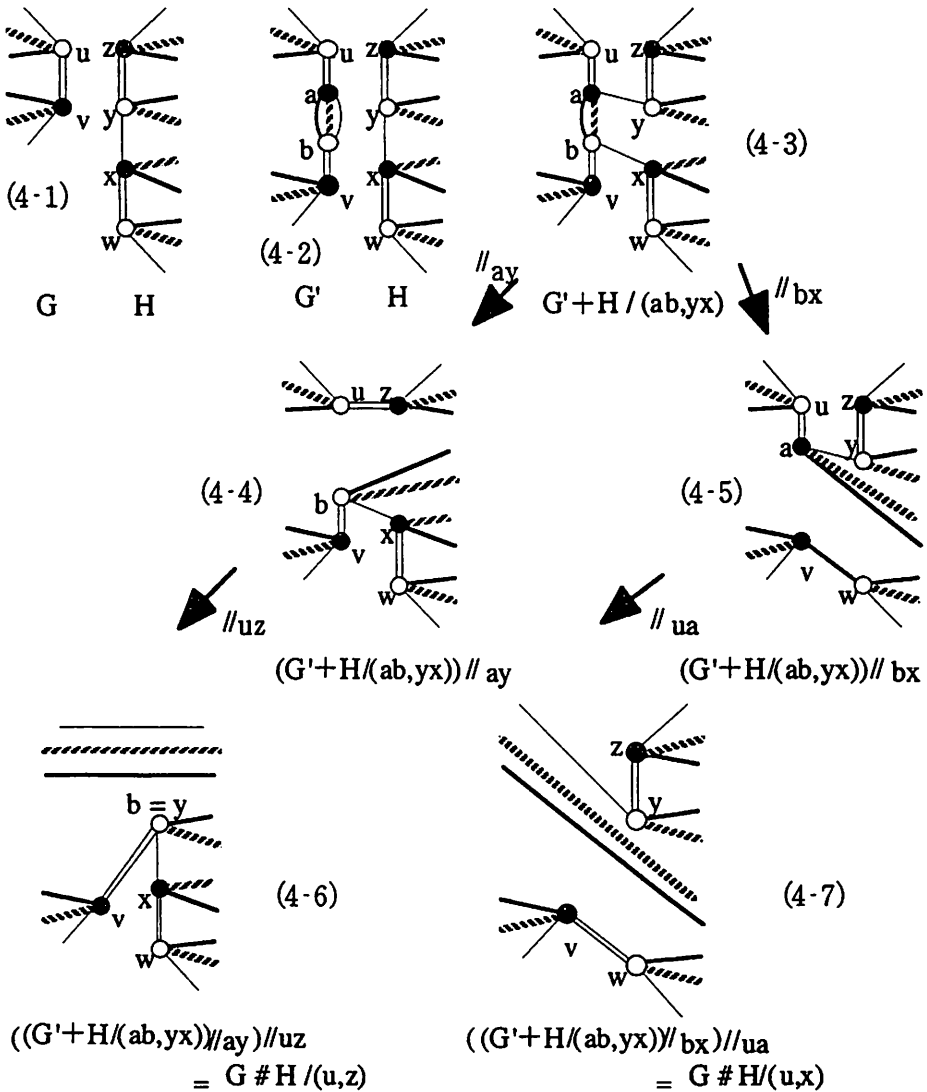 u z
v y
x
w
(4-1)
G H
u z
a
b y
x
v w
(4-2)
G' H
u z
a
y
b
x
v w
(4-3)
G'+H/(ab,yx)
//ay
//bx
u z
(4-4)
b
x
v
w
//uz
(G'+H/(ab,yx))//ay
u z
a y
(4-5)
v
w
//ua
(G'+H/(ab,yx))//bx
b = y
x
v
w
(4-6)
((G'+H/(ab,yx))//ay)//uz
= G # H /(u,z)
z
y
v
w
(4-7)
((G'+H/(ab,yx))//bx)//ua
= G # H/(u,x)